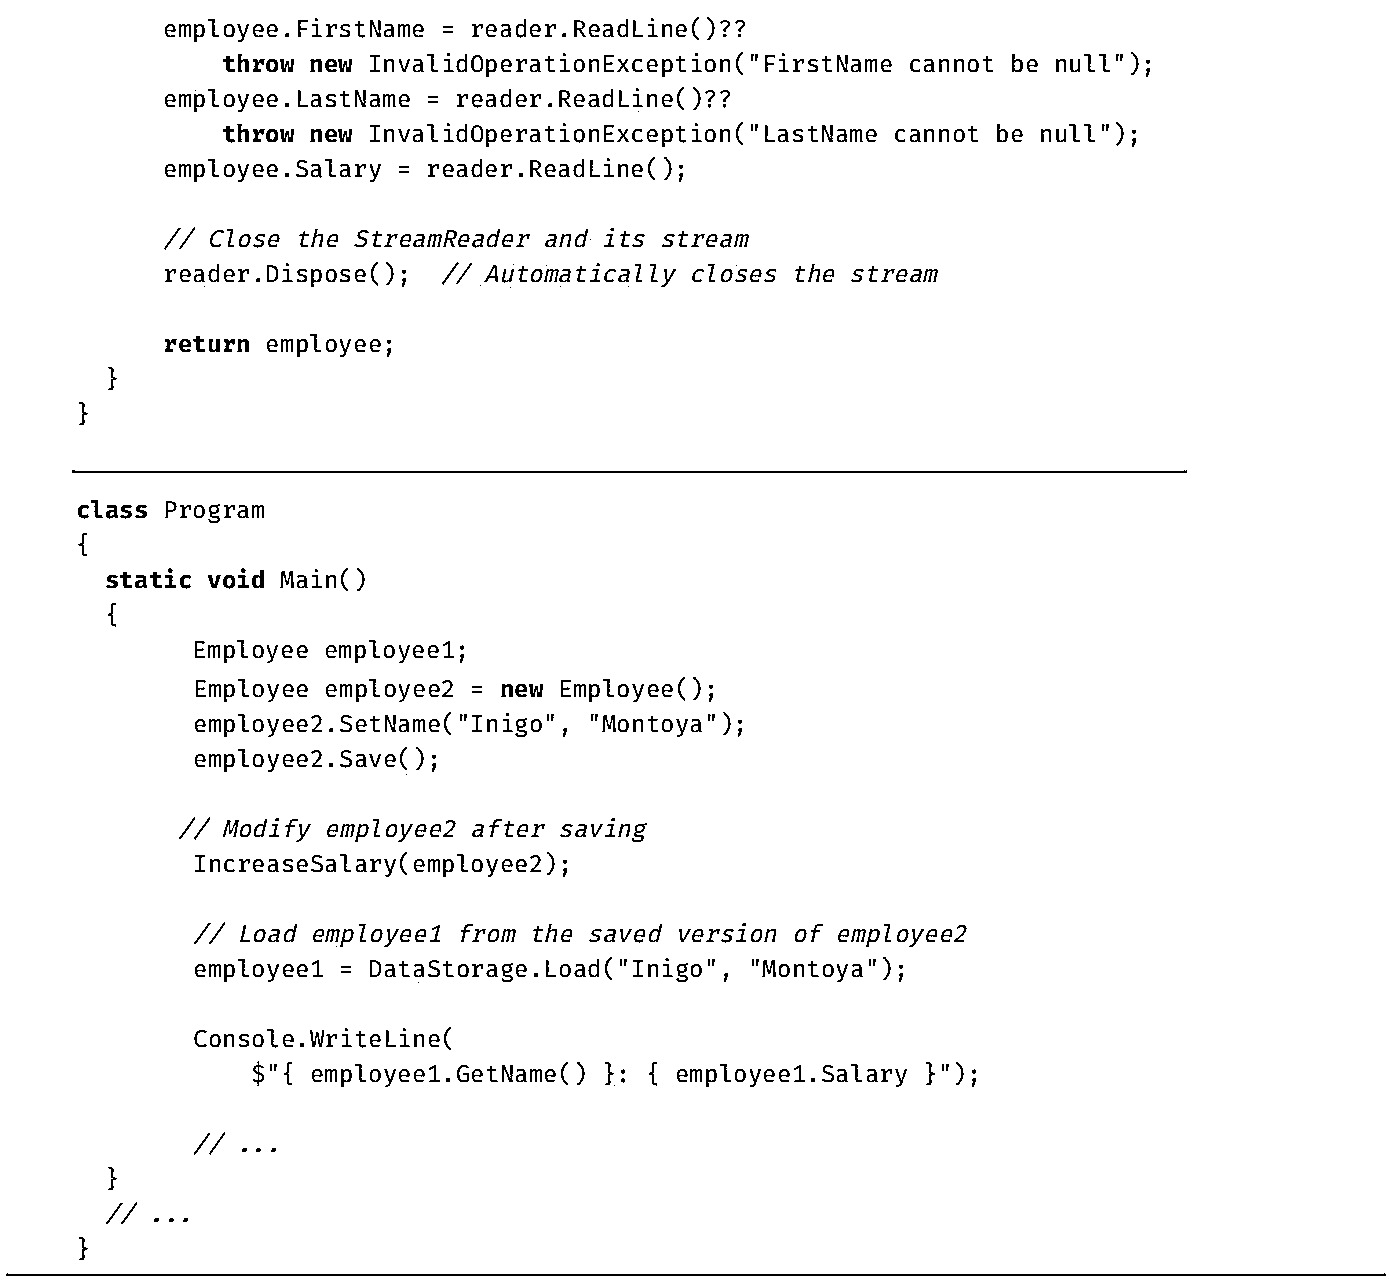 employee.FirstName = reader.ReadLine()??
throw new InvalidOperationException("FirstName cannot be null");
employee.LastName = reader.ReadLine()??
throw new InvalidOperationException("LastName cannot be null");
employee.Salary = reader.ReadLine();
// Close the StreamReader and its stream
reader.Dispose();  // Automatically closes the stream
return employee;
}
}
class Program
{
static void Main()
{
Employee employee1;
Employee employee2 = new Employee();
employee2.SetName("Inigo", "Montoya");
employee2.Save();
// Modify employee2 after saving
IncreaseSalary(employee2);
// Load employee1 from the saved version of employee2
employee1 = DataStorage.Load("Inigo", "Montoya");
Console.WriteLine(
$"{ employee1.GetName() }: { employee1.Salary }");
// ...
}
// ...
}